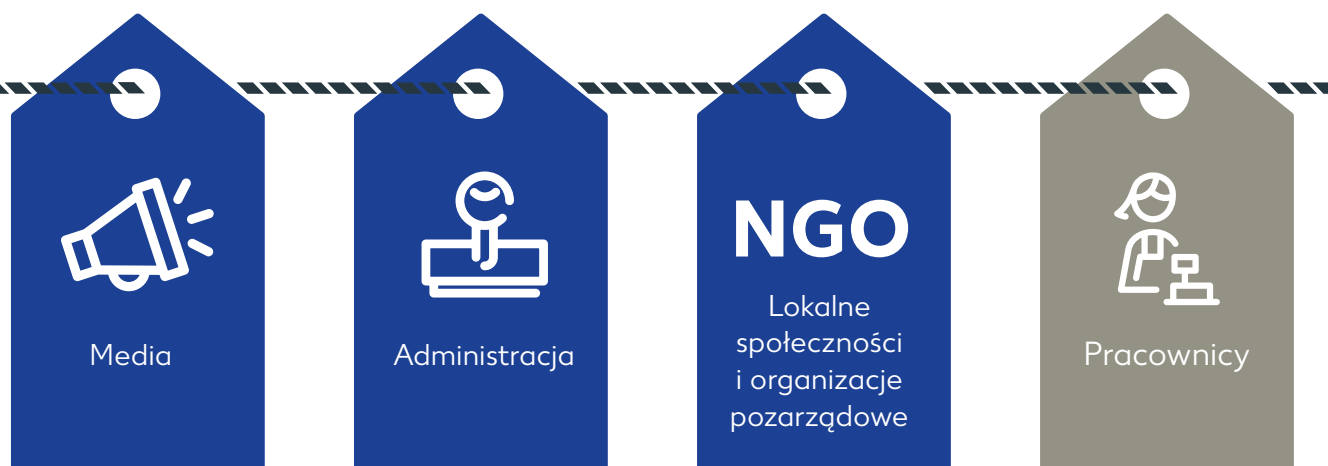 Media
Administracja
NGO
Lokalne
społeczności
i organizacje
pozarządowe
Pracownicy